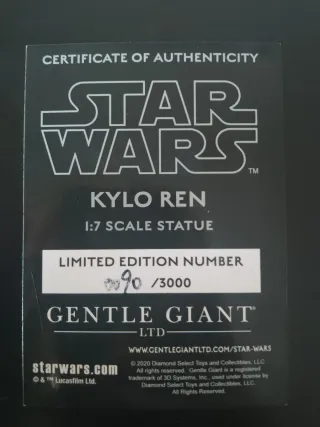 CERTIFICATE OF AUTHENTICITY
STAR
WARS™
KYLO REN
1:7 SCALE STATUE
LIMITED EDITION NUMBER
0090 /3000
GENTLE GIANT®
LTD
WWW.GENTLEGIANTLTD.COM/STAR-WARS
starwars.com
© & ™ Lucasfilm Ltd.
© 2020 Diamond Select Toys and Collectibles, LLC
All rights reserved. Gentle Giant is a registered
trademark of 3D Systems, Inc., used under license by
Diamond Select Toys and Collectibles, LLC.
All Rights Reserved.